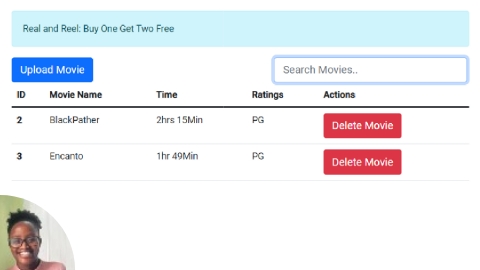 Real and Reel: Buy One Get Two Free
Upload Movie
Search Movies..
ID Movie Name Time Ratings Actions
2 BlackPather 2hrs 15Min PG Delete Movie
3 Encanto 1hr 49Min PG Delete Movie